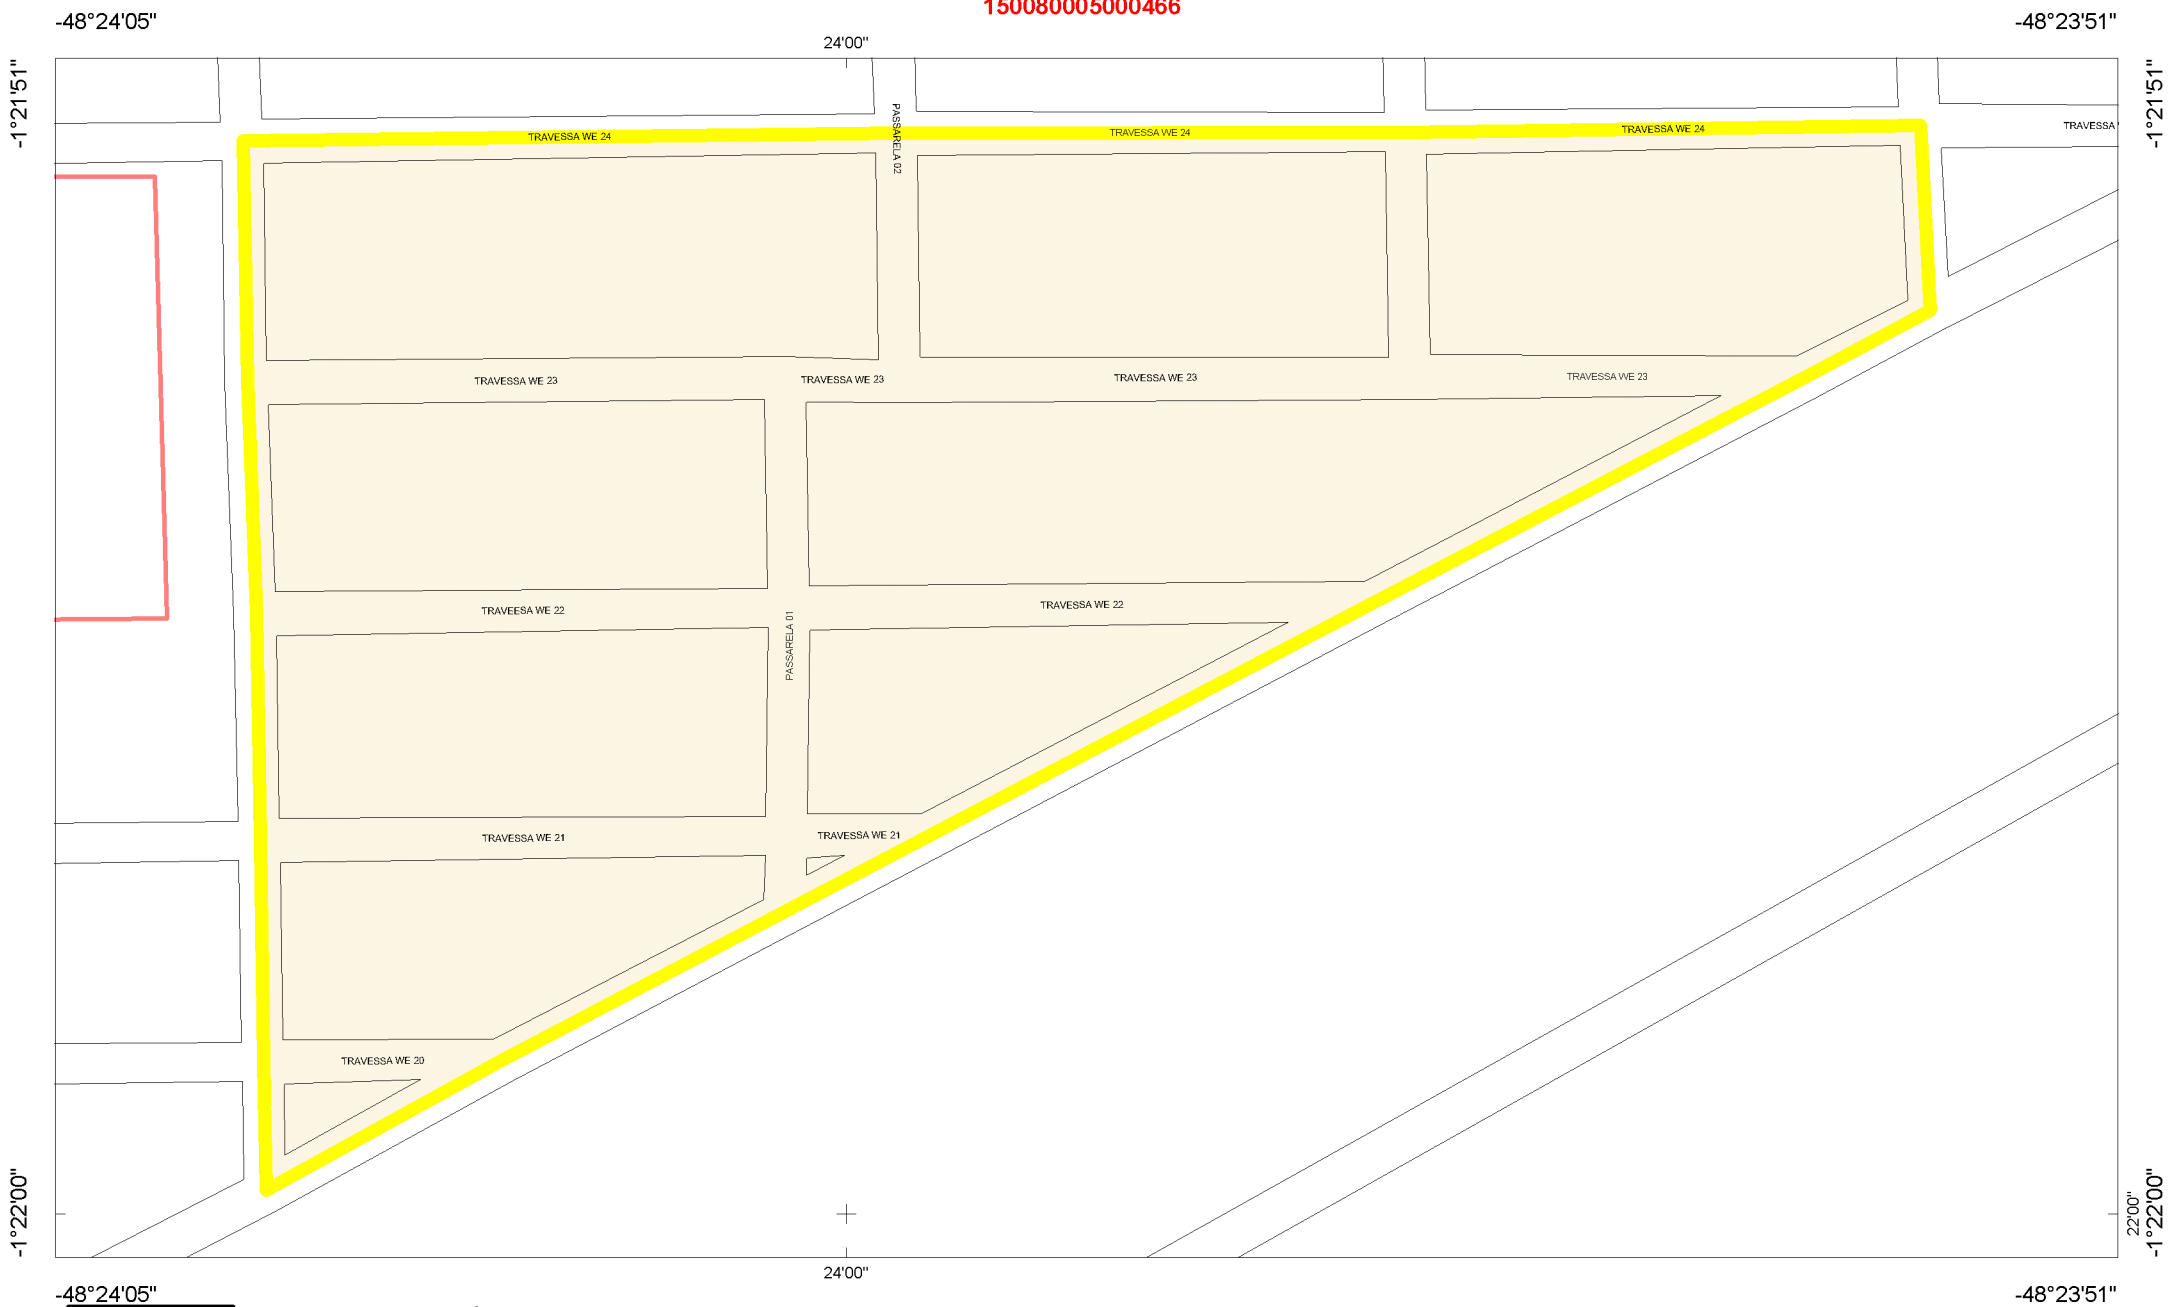 150080005000466
-48°24'05"
-48°23'51"
24'00"
-1°21'51"
-1°21'51"
PASSARELA 02
TRAVESSA WE 24
TRAVESSA WE 24
TRAVESSA WE 24
TRAVESSA
TRAVESSA WE 23
TRAVESSA WE 23
TRAVESSA WE 23
TRAVESSA WE 23
TRAVEESA WE 22
TRAVESSA WE 22
PASSARELA 01
TRAVESSA WE 21
TRAVESSA WE 21
TRAVESSA WE 20
-1°22'00"
22'00"
-1°22'00"
24'00"
-48°24'05"
-48°23'51"